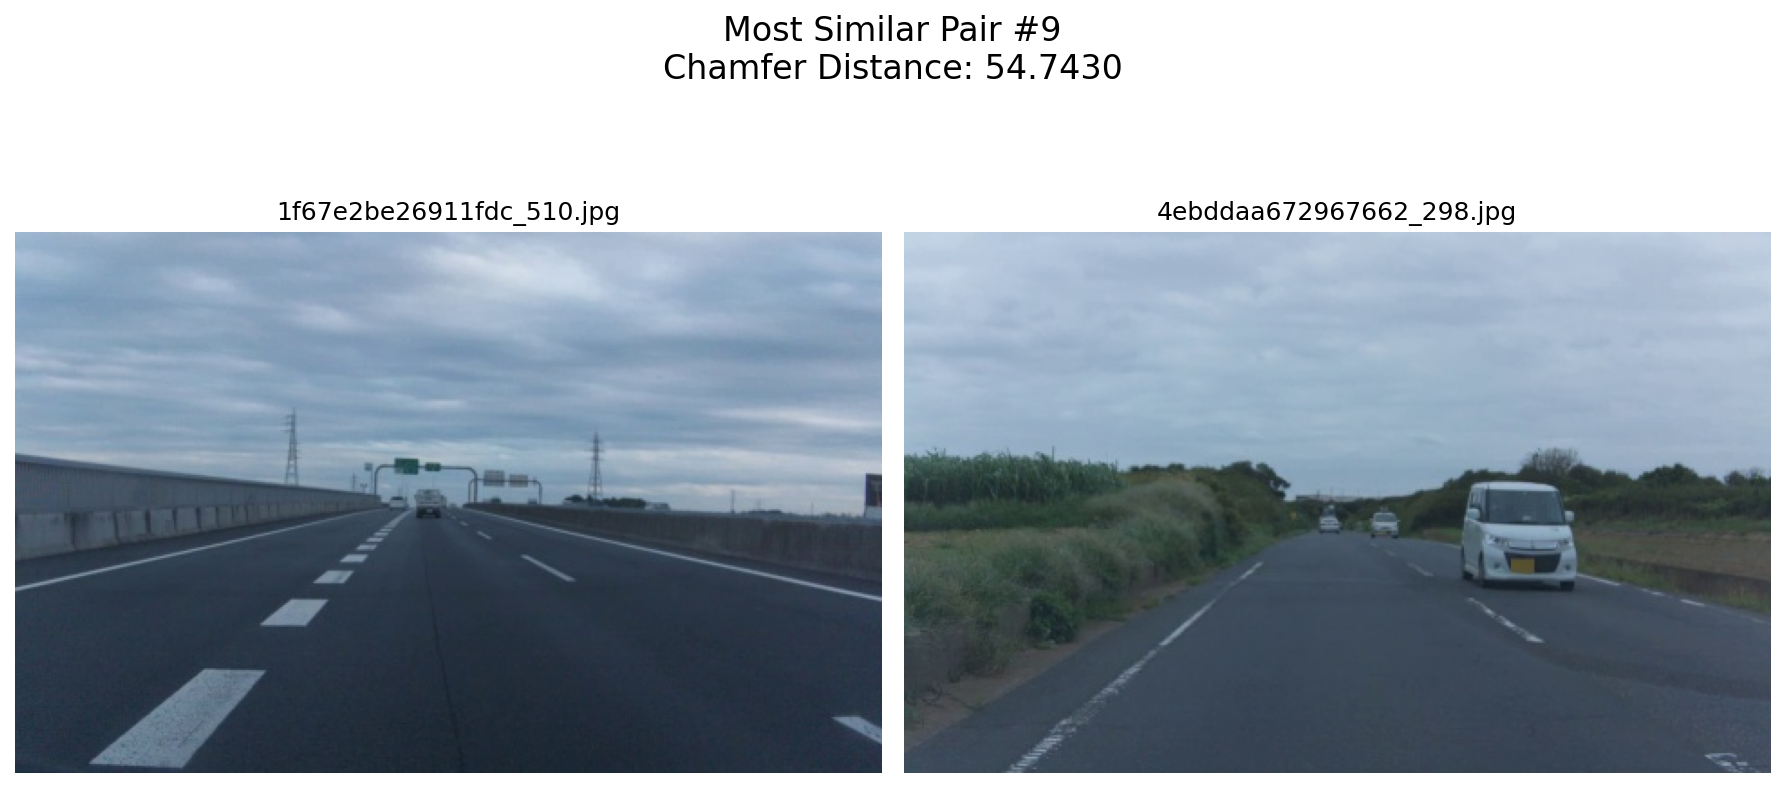 Most Similar Pair #9
Chamfer Distance: 54.7430
1f67e2be26911fdc_510.jpg
4ebddaa672967662_298.jpg